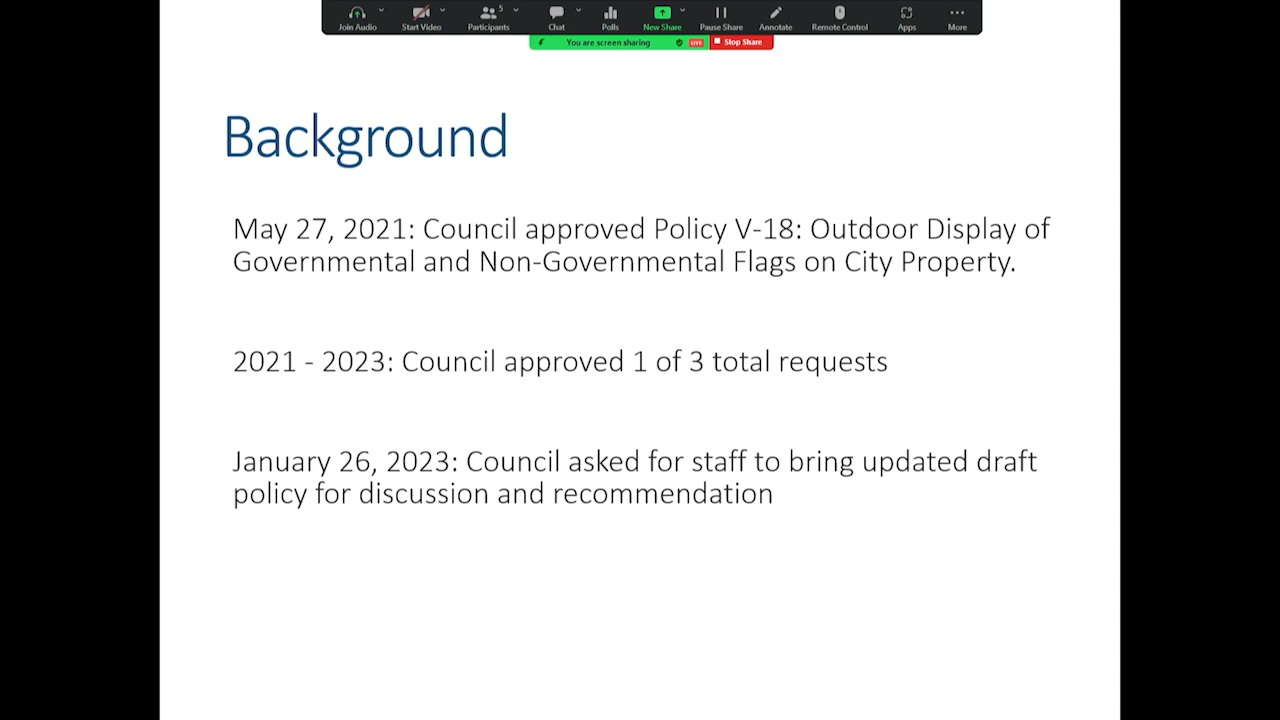 Join Audio
Start Video
5
Participants
Chat
Polls
New Share
Pause Share
Annotate
Remote Control
Apps
More
You are screen sharing
LIVE
Stop Share
Background
May 27, 2021: Council approved Policy V-18: Outdoor Display of
Governmental and Non-Governmental Flags on City Property.
2021 - 2023: Council approved 1 of 3 total requests
January 26, 2023: Council asked for staff to bring updated draft
policy for discussion and recommendation